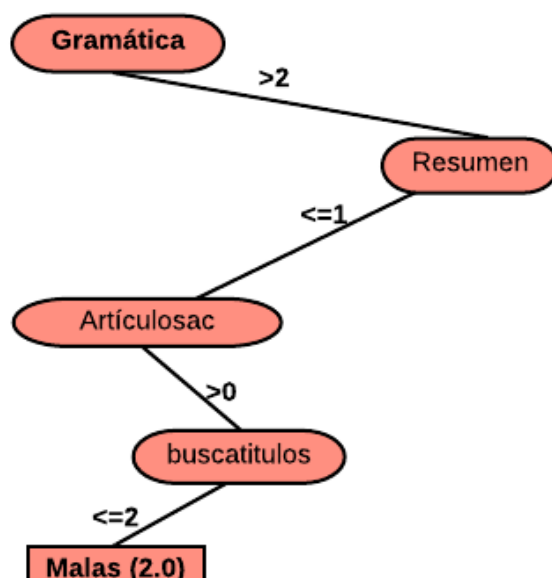 Gramática
>2
Resumen
<=1
Artículosac
>0
buscatitulos
<=2
Malas (2.0)